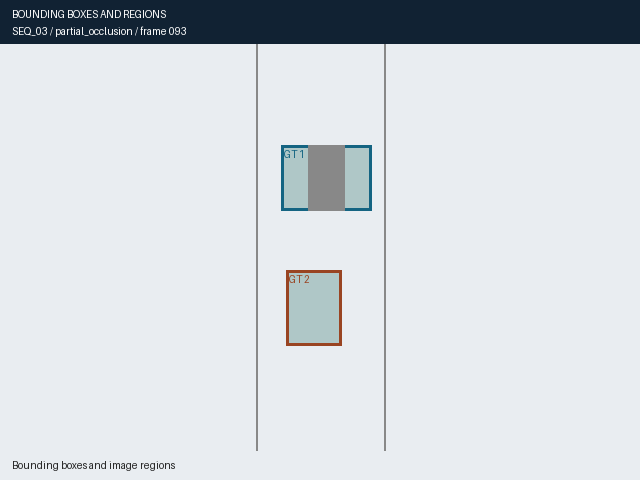 BOUNDING BOXES AND REGIONS
SEQ_03 / partial_occlusion / frame 093
GT1
GT2
Bounding boxes and image regions